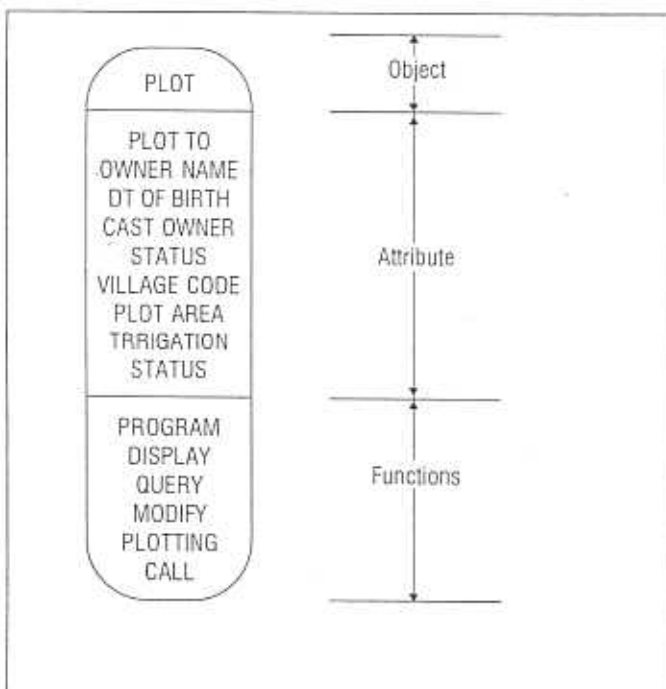 PLOT
Object
PLOT TO
OWNER NAME
DT OF BIRTH
CAST OWNER
STATUS
VILLAGE CODE
PLOT AREA
TRRIGATION
STATUS
Attribute
PROGRAM
DISPLAY
QUERY
MODIFY
PLOTTING
CALL
Functions